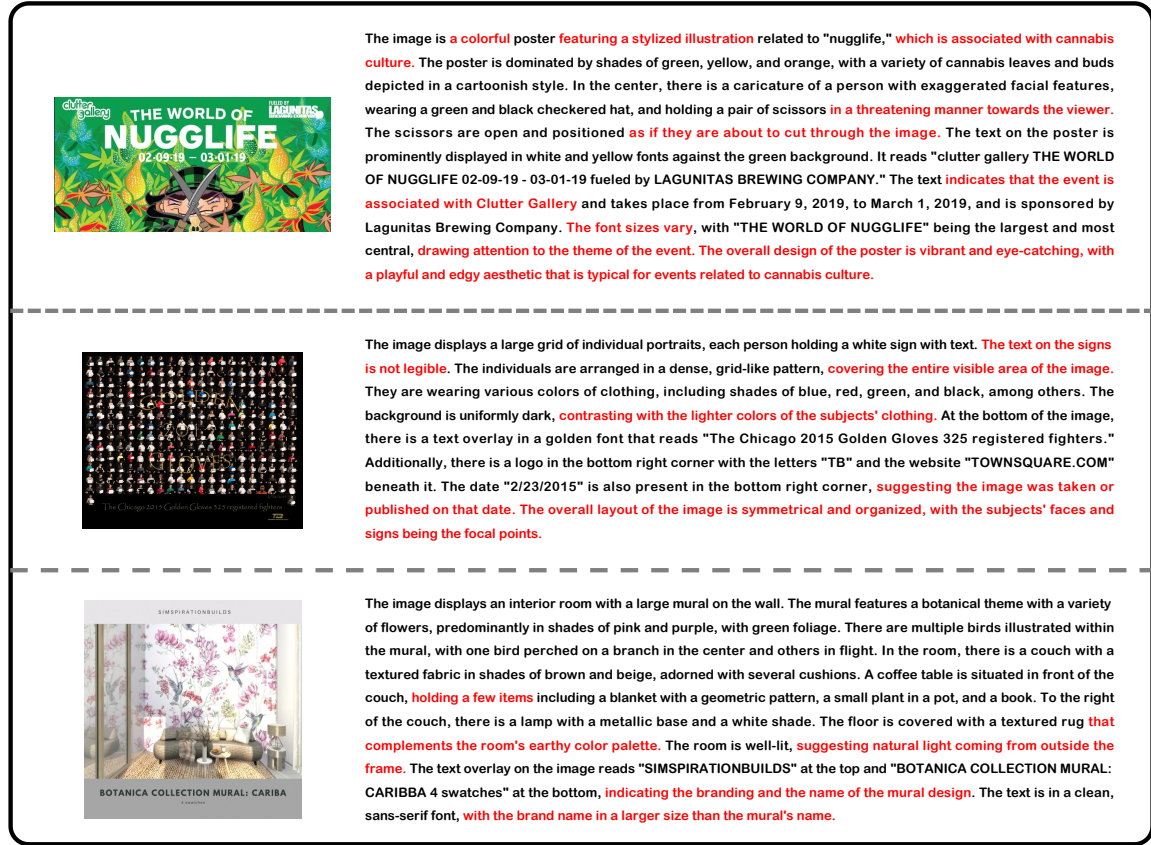 The image is a colorful poster featuring a stylized illustration related to "nugglife," which is associated with cannabis
culture. The poster is dominated by shades of green, yellow, and orange, with a variety of cannabis leaves and buds
depicted in a cartoonish style. In the center, there is a caricature of a person with exaggerated facial features,
wearing a green and black checkered hat, and holding a pair of scissors in a threatening manner towards the viewer.
The scissors are open and positioned as if they are about to cut through the image. The text on the poster is
prominently displayed in white and yellow fonts against the green background. It reads "clutter gallery THE WORLD
OF NUGGLIFE 02-09-19 - 03-01-19 fueled by LAGUNITAS BREWING COMPANY." The text indicates that the event is
associated with Clutter Gallery and takes place from February 9, 2019, to March 1, 2019, and is sponsored by
Lagunitas Brewing Company. The font sizes vary, with "THE WORLD OF NUGGLIFE" being the largest and most
central, drawing attention to the theme of the event. The overall design of the poster is vibrant and eye-catching, with
a playful and edgy aesthetic that is typical for events related to cannabis culture.
clutter
gallery
THE WORLD OF
NUGGLIFE
02-09-19 – 03-01-19
FUELED BY
LAGUNITAS
BREWING COMPANY
The image displays a large grid of individual portraits, each person holding a white sign with text. The text on the signs
is not legible. The individuals are arranged in a dense, grid-like pattern, covering the entire visible area of the image.
They are wearing various colors of clothing, including shades of blue, red, green, and black, among others. The
background is uniformly dark, contrasting with the lighter colors of the subjects' clothing. At the bottom of the image,
there is a text overlay in a golden font that reads "The Chicago 2015 Golden Gloves 325 registered fighters."
Additionally, there is a logo in the bottom right corner with the letters "TB" and the website "TOWNSQUARE.COM"
beneath it. The date "2/23/2015" is also present in the bottom right corner, suggesting the image was taken or
published on that date. The overall layout of the image is symmetrical and organized, with the subjects' faces and
signs being the focal points.
The Chicago 2015 Golden Gloves 325 registered fighters
The image displays an interior room with a large mural on the wall. The mural features a botanical theme with a variety
of flowers, predominantly in shades of pink and purple, with green foliage. There are multiple birds illustrated within
the mural, with one bird perched on a branch in the center and others in flight. In the room, there is a couch with a
textured fabric in shades of brown and beige, adorned with several cushions. A coffee table is situated in front of the
couch, holding a few items including a blanket with a geometric pattern, a small plant in a pot, and a book. To the right
of the couch, there is a lamp with a metallic base and a white shade. The floor is covered with a textured rug that
complements the room's earthy color palette. The room is well-lit, suggesting natural light coming from outside the
frame. The text overlay on the image reads "SIMSPIRATIONBUILDS" at the top and "BOTANICA COLLECTION MURAL:
CARIBBA 4 swatches" at the bottom, indicating the branding and the name of the mural design. The text is in a clean,
sans-serif font, with the brand name in a larger size than the mural's name.
SIMSPIRATIONBUILDS
BOTANICA COLLECTION MURAL: CARIBA
4 swatches